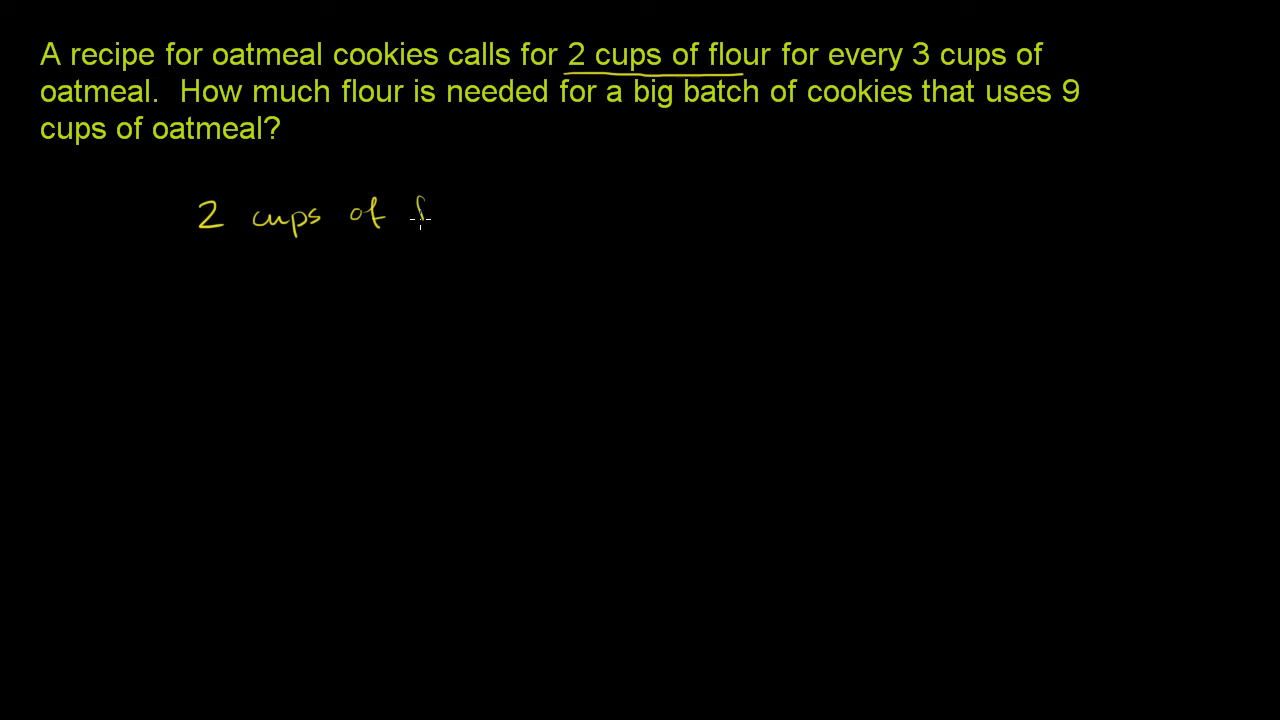 A recipe for oatmeal cookies calls for 2 cups of flour for every 3 cups of
oatmeal.  How much flour is needed for a big batch of cookies that uses 9
cups of oatmeal?
2 cups of f